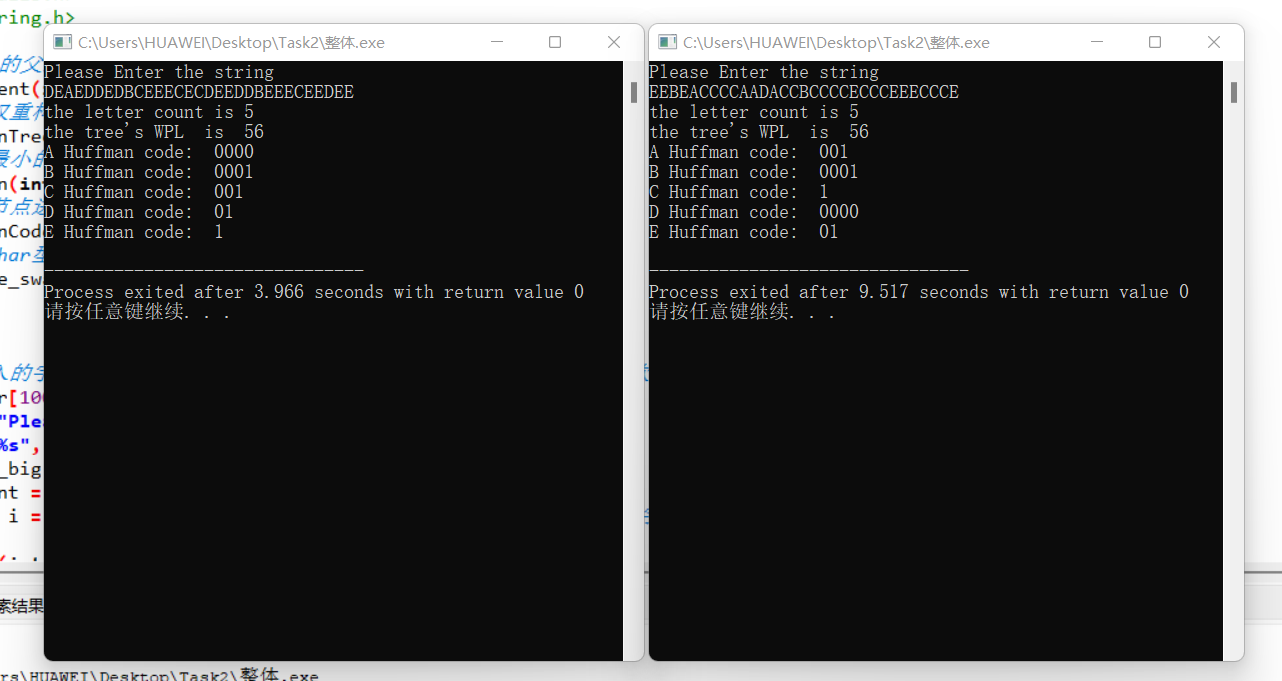 ring.h>
C:\Users\HUAWEI\Desktop\Task2\整体.exe
Please Enter the string
DEAEDDEDBCEEECECDEEDDBEEECEEDEE
the letter count is 5
the tree's WPL  is  56
A Huffman code:  0000
B Huffman code:  0001
C Huffman code:  001
D Huffman code:  01
E Huffman code:  1
--------------------------------
Process exited after 3.966 seconds with return value 0
请按任意键继续. . .
C:\Users\HUAWEI\Desktop\Task2\整体.exe
Please Enter the string
EEBEACCCCAADACCBCCCCECCCEEECCCE
the letter count is 5
the tree's WPL  is  56
A Huffman code:  001
B Huffman code:  0001
C Huffman code:  1
D Huffman code:  0000
E Huffman code:  01
--------------------------------
Process exited after 9.517 seconds with return value 0
请按任意键继续. . .
的父
ent(
nTre
最小的
n(in
节点
nCod
har
e_sw
入的
r[10
"Ple
%s",
_big
nt =
i =
索结果
rs\HUAWEI\Desktop\Task2\整体.exe